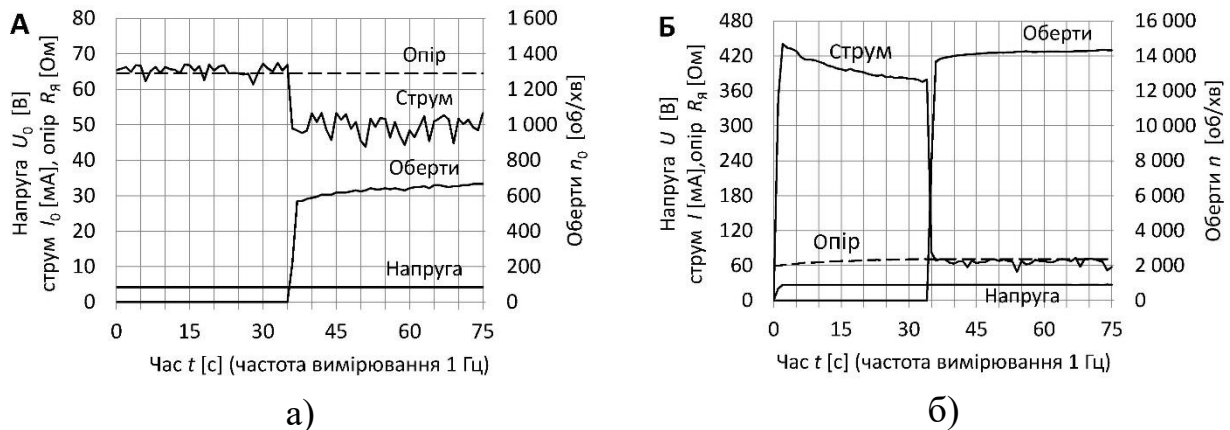 А
80
70
60
50
40
30
20
10
0
Напруга U₀ [В]
струм I₀ [мА], опір Rя [Ом]
Опір
Струм
Оберти
Напруга
1 600
1 400
1 200
1 000
800
600
400
200
0
Оберти n₀ [об/хв]
0 15 30 45 60 75
Час t [с] (частота вимірювання 1 Гц)
а)
Б
480
420
360
300
240
180
120
60
0
Напруга U [В]
струм I [мА],опір Rя [Ом]
Струм
Оберти
Опір
Напруга
16 000
14 000
12 000
10 000
8 000
6 000
4 000
2 000
0
Оберти n [об/хв]
0 15 30 45 60 75
Час t [с] (частота вимірювання 1 Гц)
б)